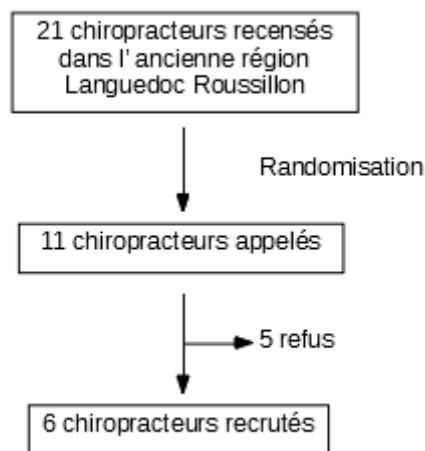 21 chiropracteurs recensés
dans l' ancienne région
Languedoc Roussillon
Randomisation
11 chiropracteurs appelés
5 refus
6 chiropracteurs recrutés